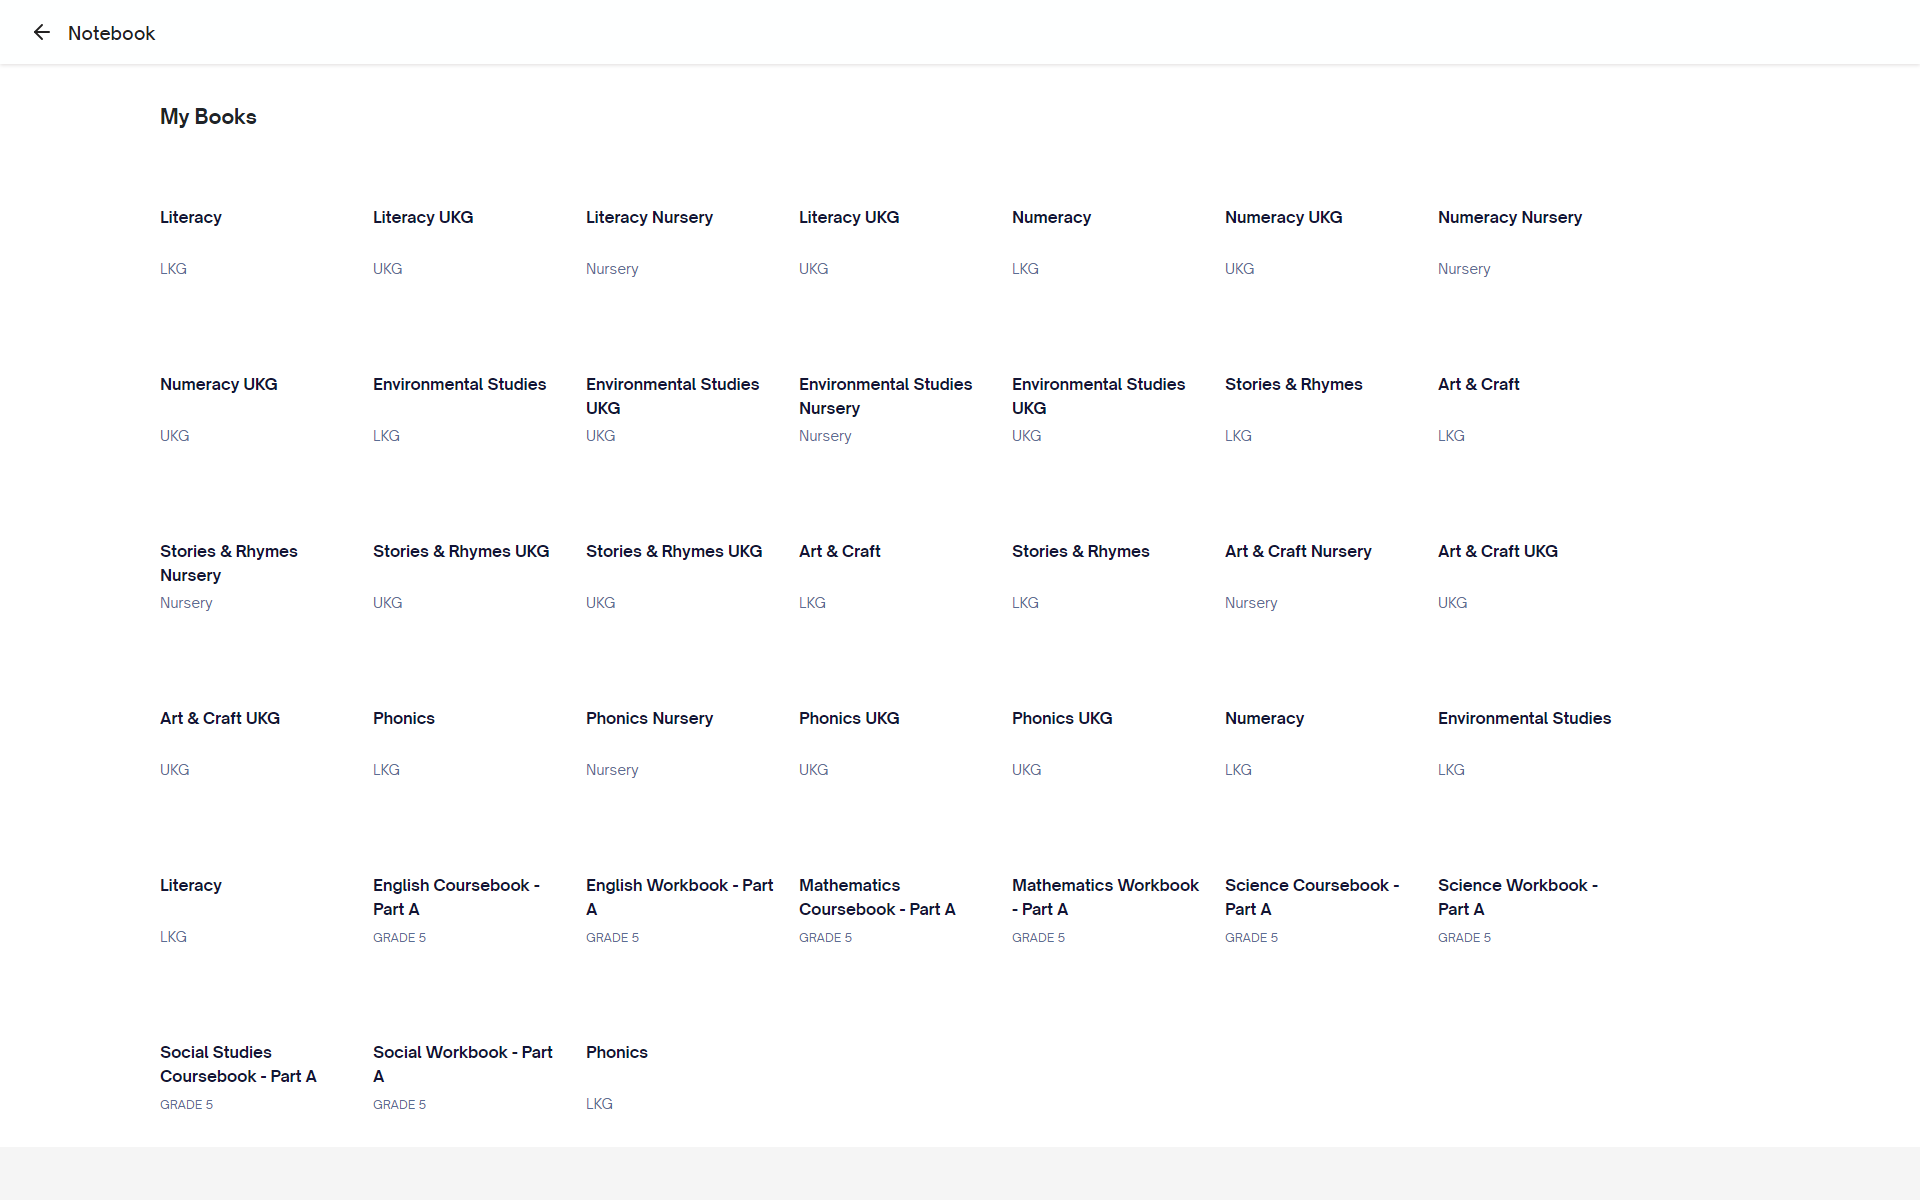 Notebook
My Books
Literacy
LKG
Literacy UKG
UKG
Literacy Nursery
Nursery
Literacy UKG
UKG
Numeracy
LKG
Numeracy UKG
UKG
Numeracy Nursery
Nursery
Numeracy UKG
UKG
Environmental Studies
LKG
Environmental Studies
UKG
UKG
Environmental Studies
Nursery
Nursery
Environmental Studies
UKG
UKG
Stories & Rhymes
LKG
Art & Craft
LKG
Stories & Rhymes
Nursery
Nursery
Stories & Rhymes UKG
UKG
Stories & Rhymes UKG
UKG
Art & Craft
LKG
Stories & Rhymes
LKG
Art & Craft Nursery
Nursery
Art & Craft UKG
UKG
Art & Craft UKG
UKG
Phonics
LKG
Phonics Nursery
Nursery
Phonics UKG
UKG
Phonics UKG
UKG
Numeracy
LKG
Environmental Studies
LKG
Literacy
LKG
English Coursebook -
Part A
GRADE 5
English Workbook - Part
A
GRADE 5
Mathematics
Coursebook - Part A
GRADE 5
Mathematics Workbook
- Part A
GRADE 5
Science Coursebook -
Part A
GRADE 5
Science Workbook -
Part A
GRADE 5
Social Studies
Coursebook - Part A
GRADE 5
Social Workbook - Part
A
GRADE 5
Phonics
LKG